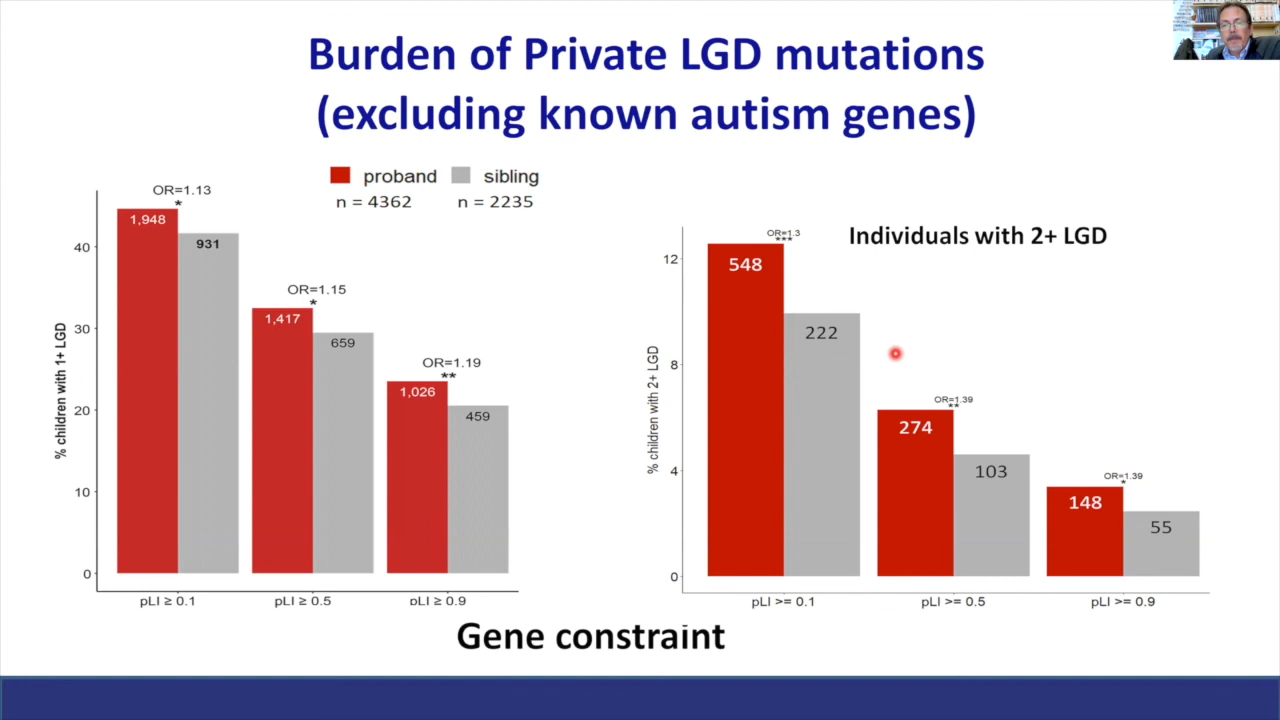 Burden of Private LGD mutations
(excluding known autism genes)
proband sibling
n = 4362 n = 2235
% children with 1+ LGD
40
30
20
10
0
OR=1.13
*
1,948
931
OR=1.15
*
1,417
659
OR=1.19
**
1,026
459
pLI ≥ 0.1 pLI ≥ 0.5 pLI ≥ 0.9
Individuals with 2+ LGD
% children with 2+ LGD
12
8
4
0
OR=1.3
***
548
222
OR=1.39
**
274
103
OR=1.39
*
148
55
pLI >= 0.1 pLI >= 0.5 pLI >= 0.9
Gene constraint